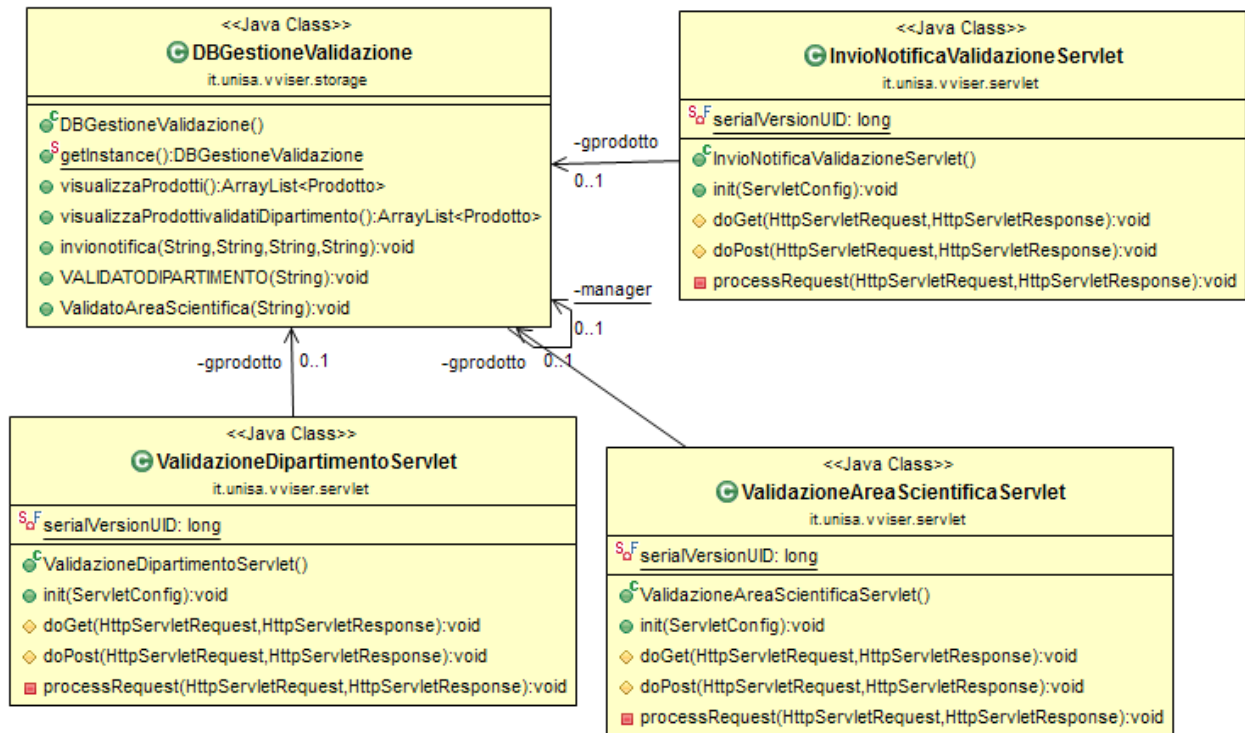 <<Java Class>>
DBGestioneValidazione
it.unisa.vviser.storage
DBGestioneValidazione()
getInstance():DBGestioneValidazione
visualizzaProdotti():ArrayList<Prodotto>
visualizzaProdottivalidatiDipartimento():ArrayList<Prodotto>
invionotifica(String,String,String,String):void
VALIDATODIPARTIMENTO(String):void
ValidatoAreaScientifica(String):void
<<Java Class>>
InvioNotificaValidazioneServlet
it.unisa.vviser.servlet
serialVersionUID: long
InvioNotificaValidazioneServlet()
init(ServletConfig):void
doGet(HttpServletRequest,HttpServletResponse):void
doPost(HttpServletRequest,HttpServletResponse):void
processRequest(HttpServletRequest,HttpServletResponse):void
-gprodotto
0..1
-manager
0..1
-gprodotto 0..1
-gprodotto 0..1
<<Java Class>>
ValidazioneDipartimentoServlet
it.unisa.vviser.servlet
serialVersionUID: long
ValidazioneDipartimentoServlet()
init(ServletConfig):void
doGet(HttpServletRequest,HttpServletResponse):void
doPost(HttpServletRequest,HttpServletResponse):void
processRequest(HttpServletRequest,HttpServletResponse):void
<<Java Class>>
ValidazioneAreaScientificaServlet
it.unisa.vviser.servlet
serialVersionUID: long
ValidazioneAreaScientificaServlet()
init(ServletConfig):void
doGet(HttpServletRequest,HttpServletResponse):void
doPost(HttpServletRequest,HttpServletResponse):void
processRequest(HttpServletRequest,HttpServletResponse):void